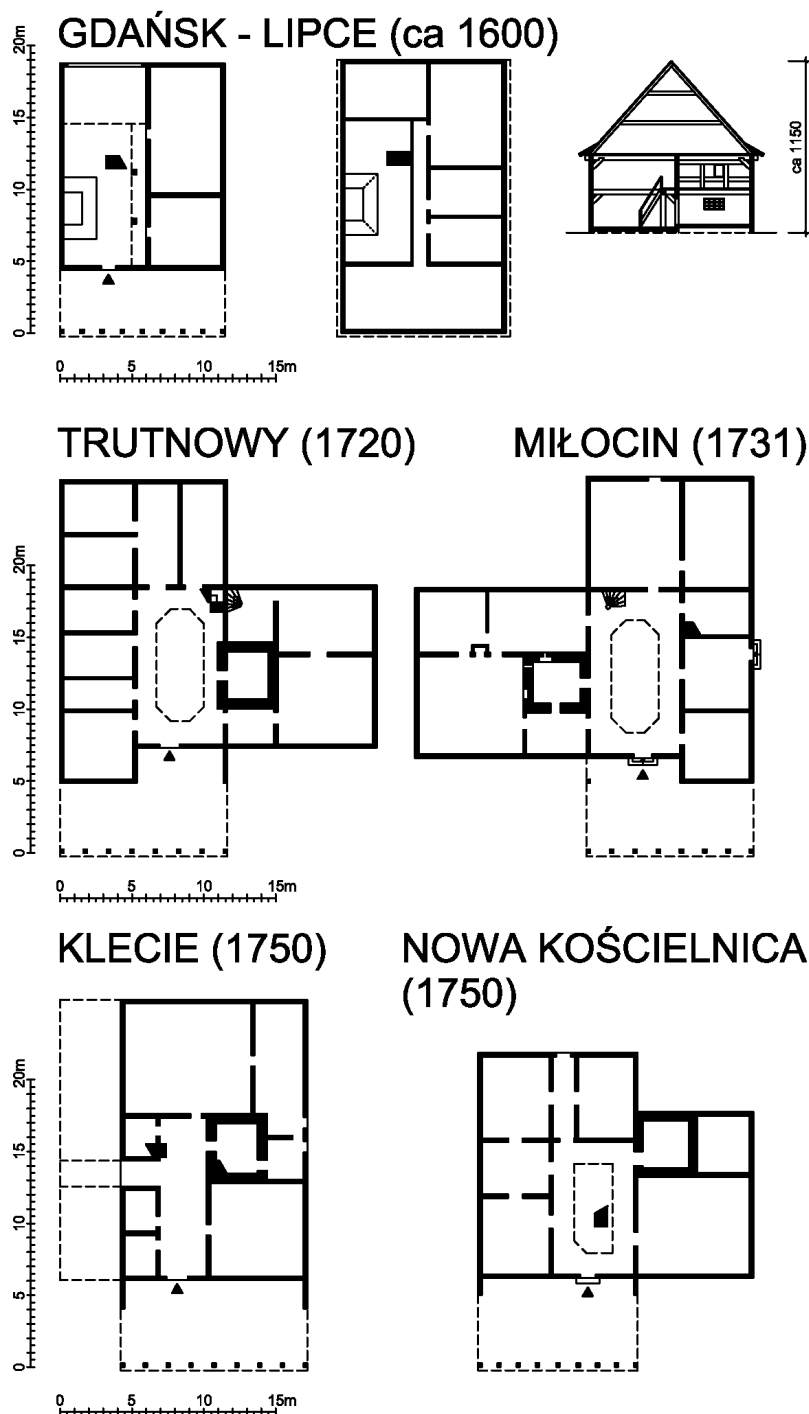 GDAŃSK - LIPCE (ca 1600)
20m
15
10
5
0
ca 1150
0 5 10 15m
TRUTNOWY (1720) MIŁOCIN (1731)
20m
15
10
5
0
0 5 10 15m
KLECIE (1750) NOWA KOŚCIELNICA
(1750)
20m
15
10
5
0
0 5 10 15m